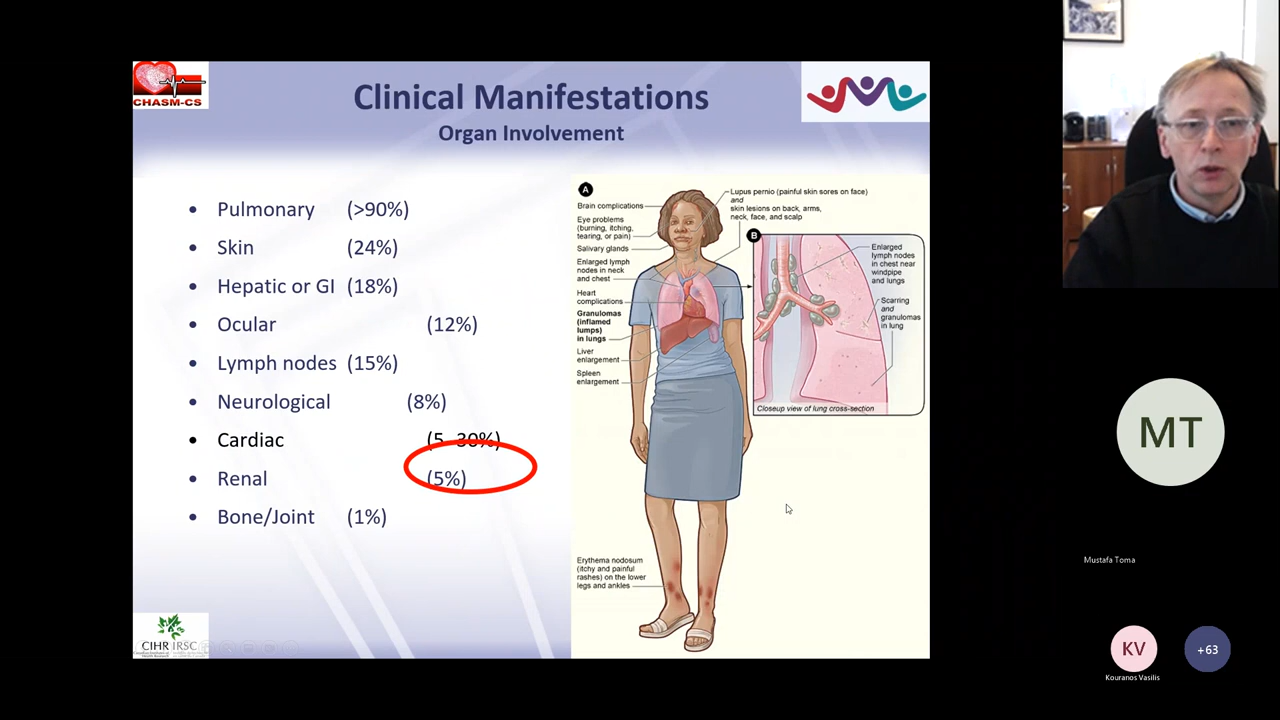 CHASM-CS
Clinical Manifestations
Organ Involvement
• Pulmonary (>90%)
• Skin (24%)
• Hepatic or GI (18%)
• Ocular (12%)
• Lymph nodes (15%)
• Neurological (8%)
• Cardiac (5-30%)
• Renal (5%)
• Bone/Joint (1%)
A
Brain complications
Eye problems
(burning, itching,
tearing, or pain)
Salivary glands
Enlarged lymph
nodes in neck
and chest
Heart
complications
Granulomas
(inflamed
lumps)
in lungs
Liver
enlargement
Spleen
enlargement
Erythema nodosum
(itchy and painful
rashes) on the lower
legs and ankles
Lupus pernio (painful skin sores on face)
and
skin lesions on back, arms,
neck, face, and scalp
B
Enlarged
lymph nodes
in chest near
windpipe
and lungs
Scarring
and
granulomas
in lung
Closeup view of lung cross-section
CIHR IRSC
MT
Mustafa Toma
KV
+63
Kouranos Vasilis